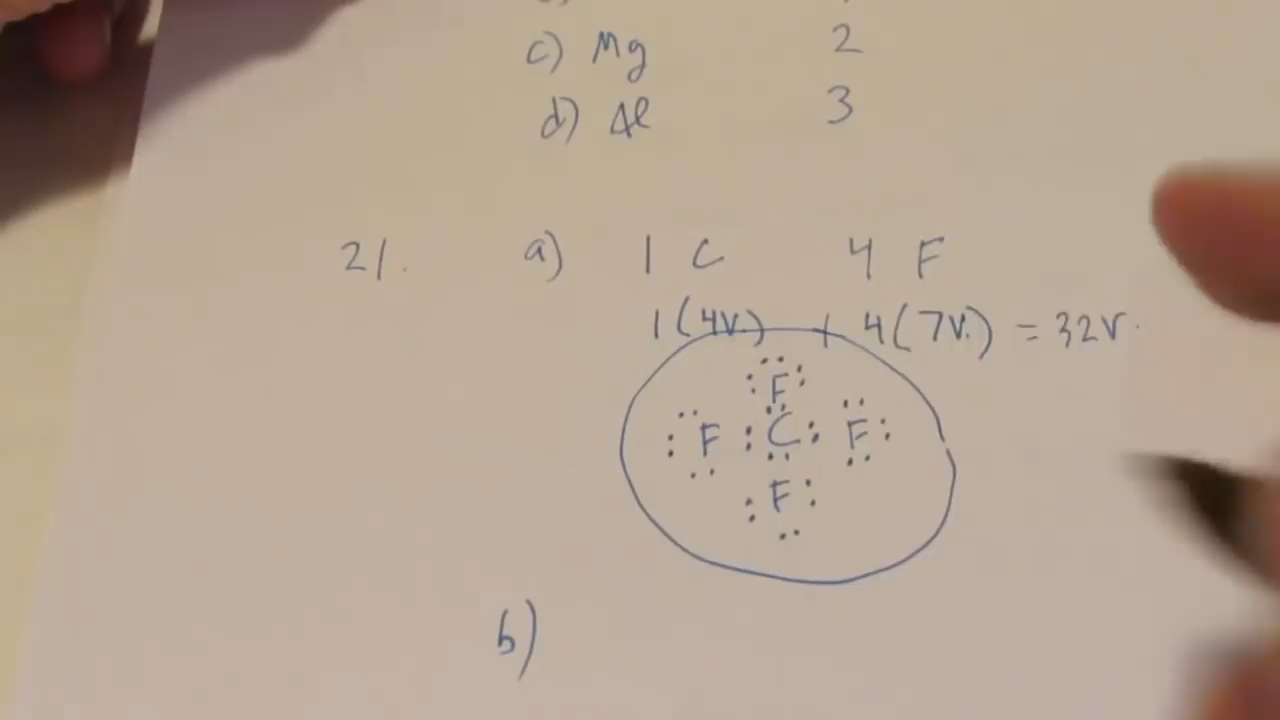 c) Mg 2
d) Al 3
21. a) 1 C 4 F
1(4v.) + 4(7v.) = 32v.
F
F : C : F
F
b)